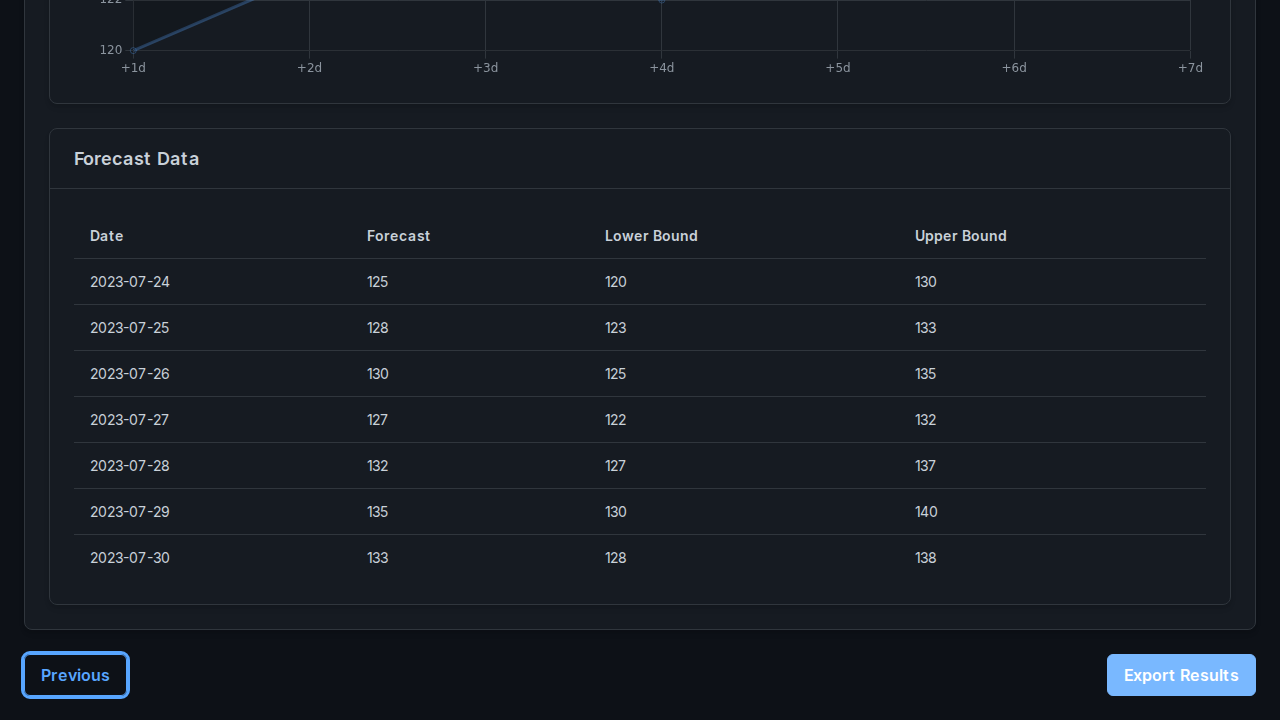 122
120
+1d +2d +3d +4d +5d +6d +7d
Forecast Data
Date Forecast Lower Bound Upper Bound
2023-07-24 125 120 130
2023-07-25 128 123 133
2023-07-26 130 125 135
2023-07-27 127 122 132
2023-07-28 132 127 137
2023-07-29 135 130 140
2023-07-30 133 128 138
Previous Export Results